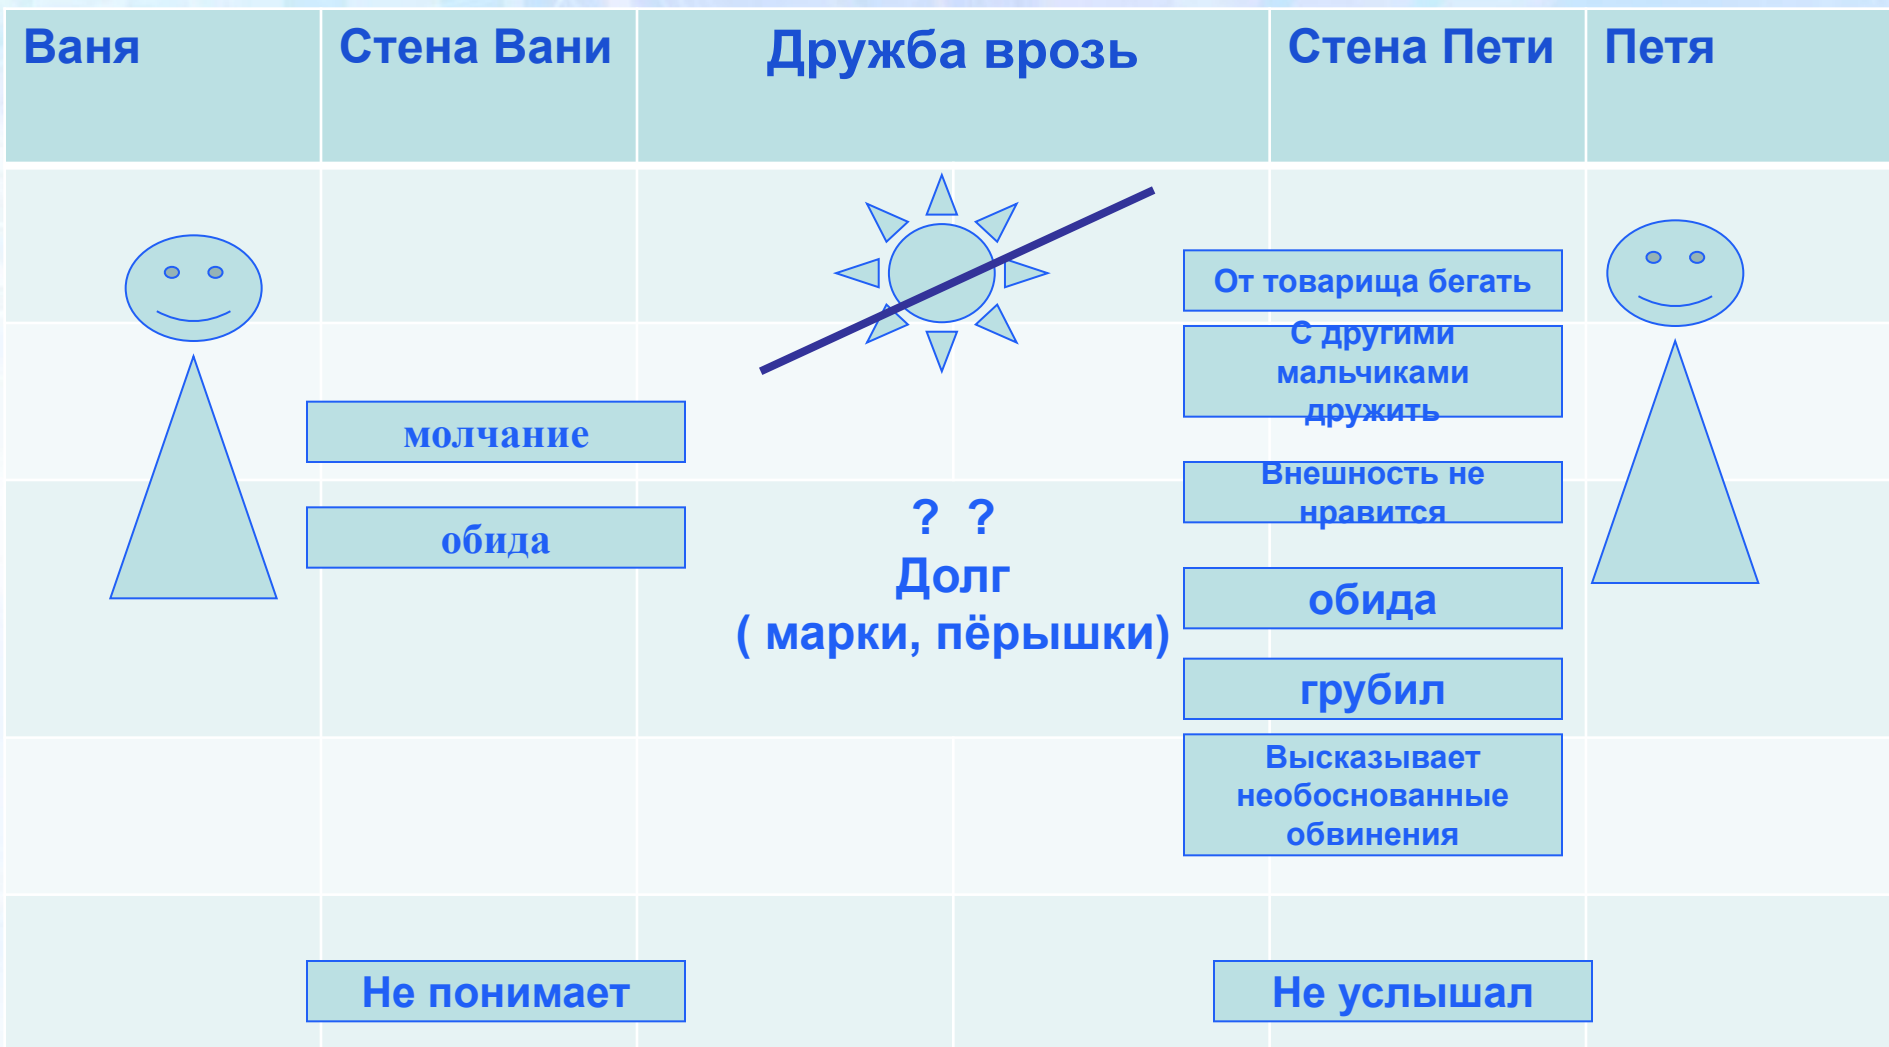 Ваня
Стена Вани
Дружба врозь
Стена Пети
Петя
молчание
обида
? ?
Долг
( марки, пёрышки)
От товарища бегать
С другими
мальчиками
дружить
Внешность не
нравится
обида
грубил
Высказывает
необоснованные
обвинения
Не понимает
Не услышал